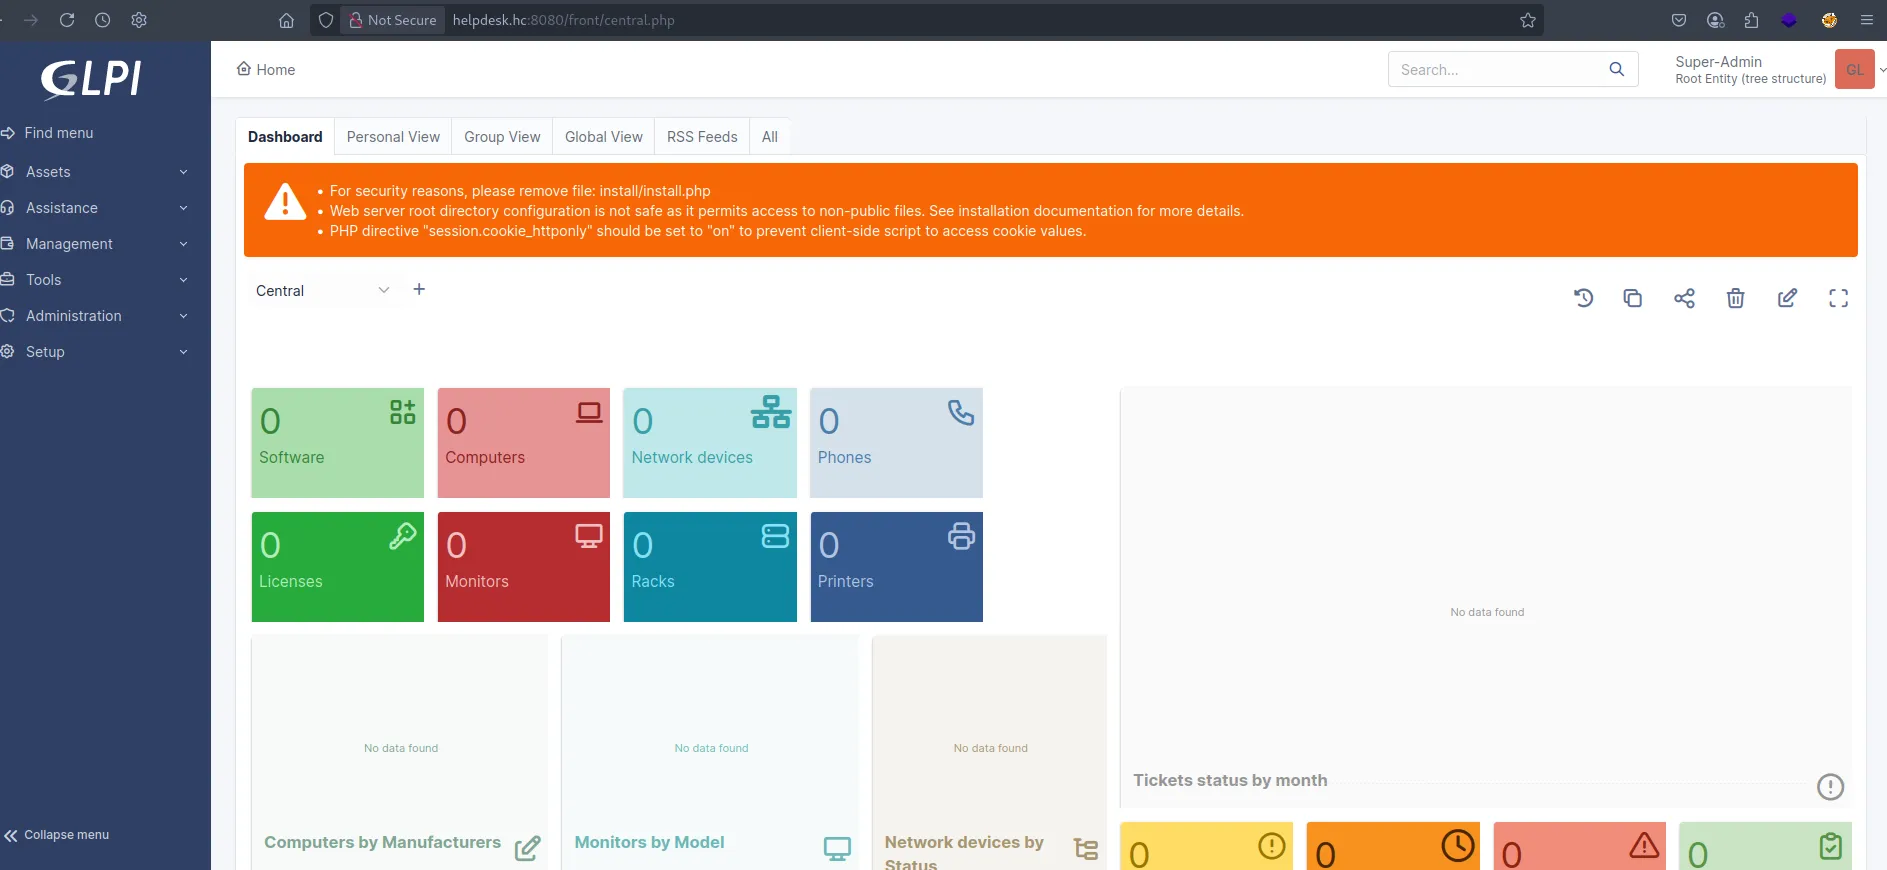 Not Secure helpdesk.hc:8080/front/central.php
GLPI
Home
Search...
Super-Admin
Root Entity (tree structure)
GL
Find menu
Assets
Assistance
Management
Tools
Administration
Setup
Collapse menu
Dashboard Personal View Group View Global View RSS Feeds All
For security reasons, please remove file: install/install.php
Web server root directory configuration is not safe as it permits access to non-public files. See installation documentation for more details.
PHP directive "session.cookie_httponly" should be set to "on" to prevent client-side script to access cookie values.
Central
0 0 0 0
Software Computers Network devices Phones
0 0 0 0
Licenses Monitors Racks Printers
No data found
Tickets status by month
No data found No data found No data found
Computers by Manufacturers Monitors by Model Network devices by
Status
0 0 0 0